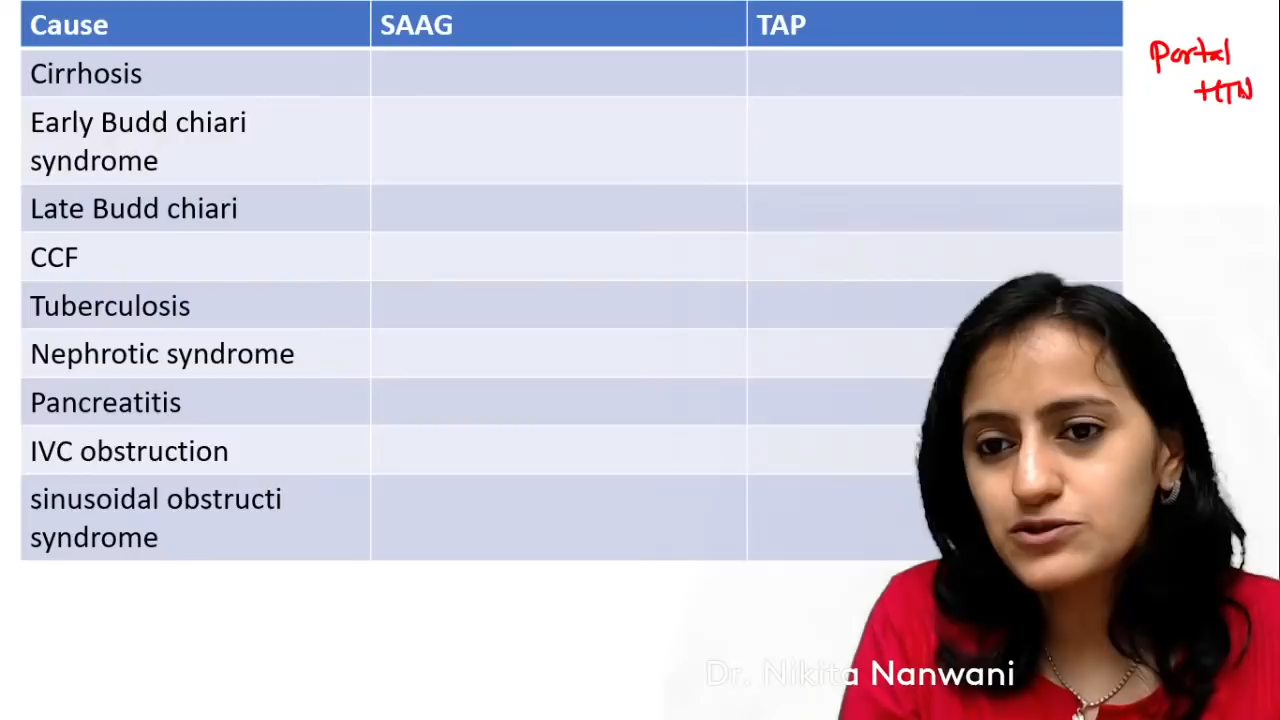 Cause SAAG TAP
Portal
HTN
Cirrhosis
Early Budd chiari
syndrome
Late Budd chiari
CCF
Tuberculosis
Nephrotic syndrome
Pancreatitis
IVC obstruction
sinusoidal obstructi
syndrome
Dr. Nikita Nanwani